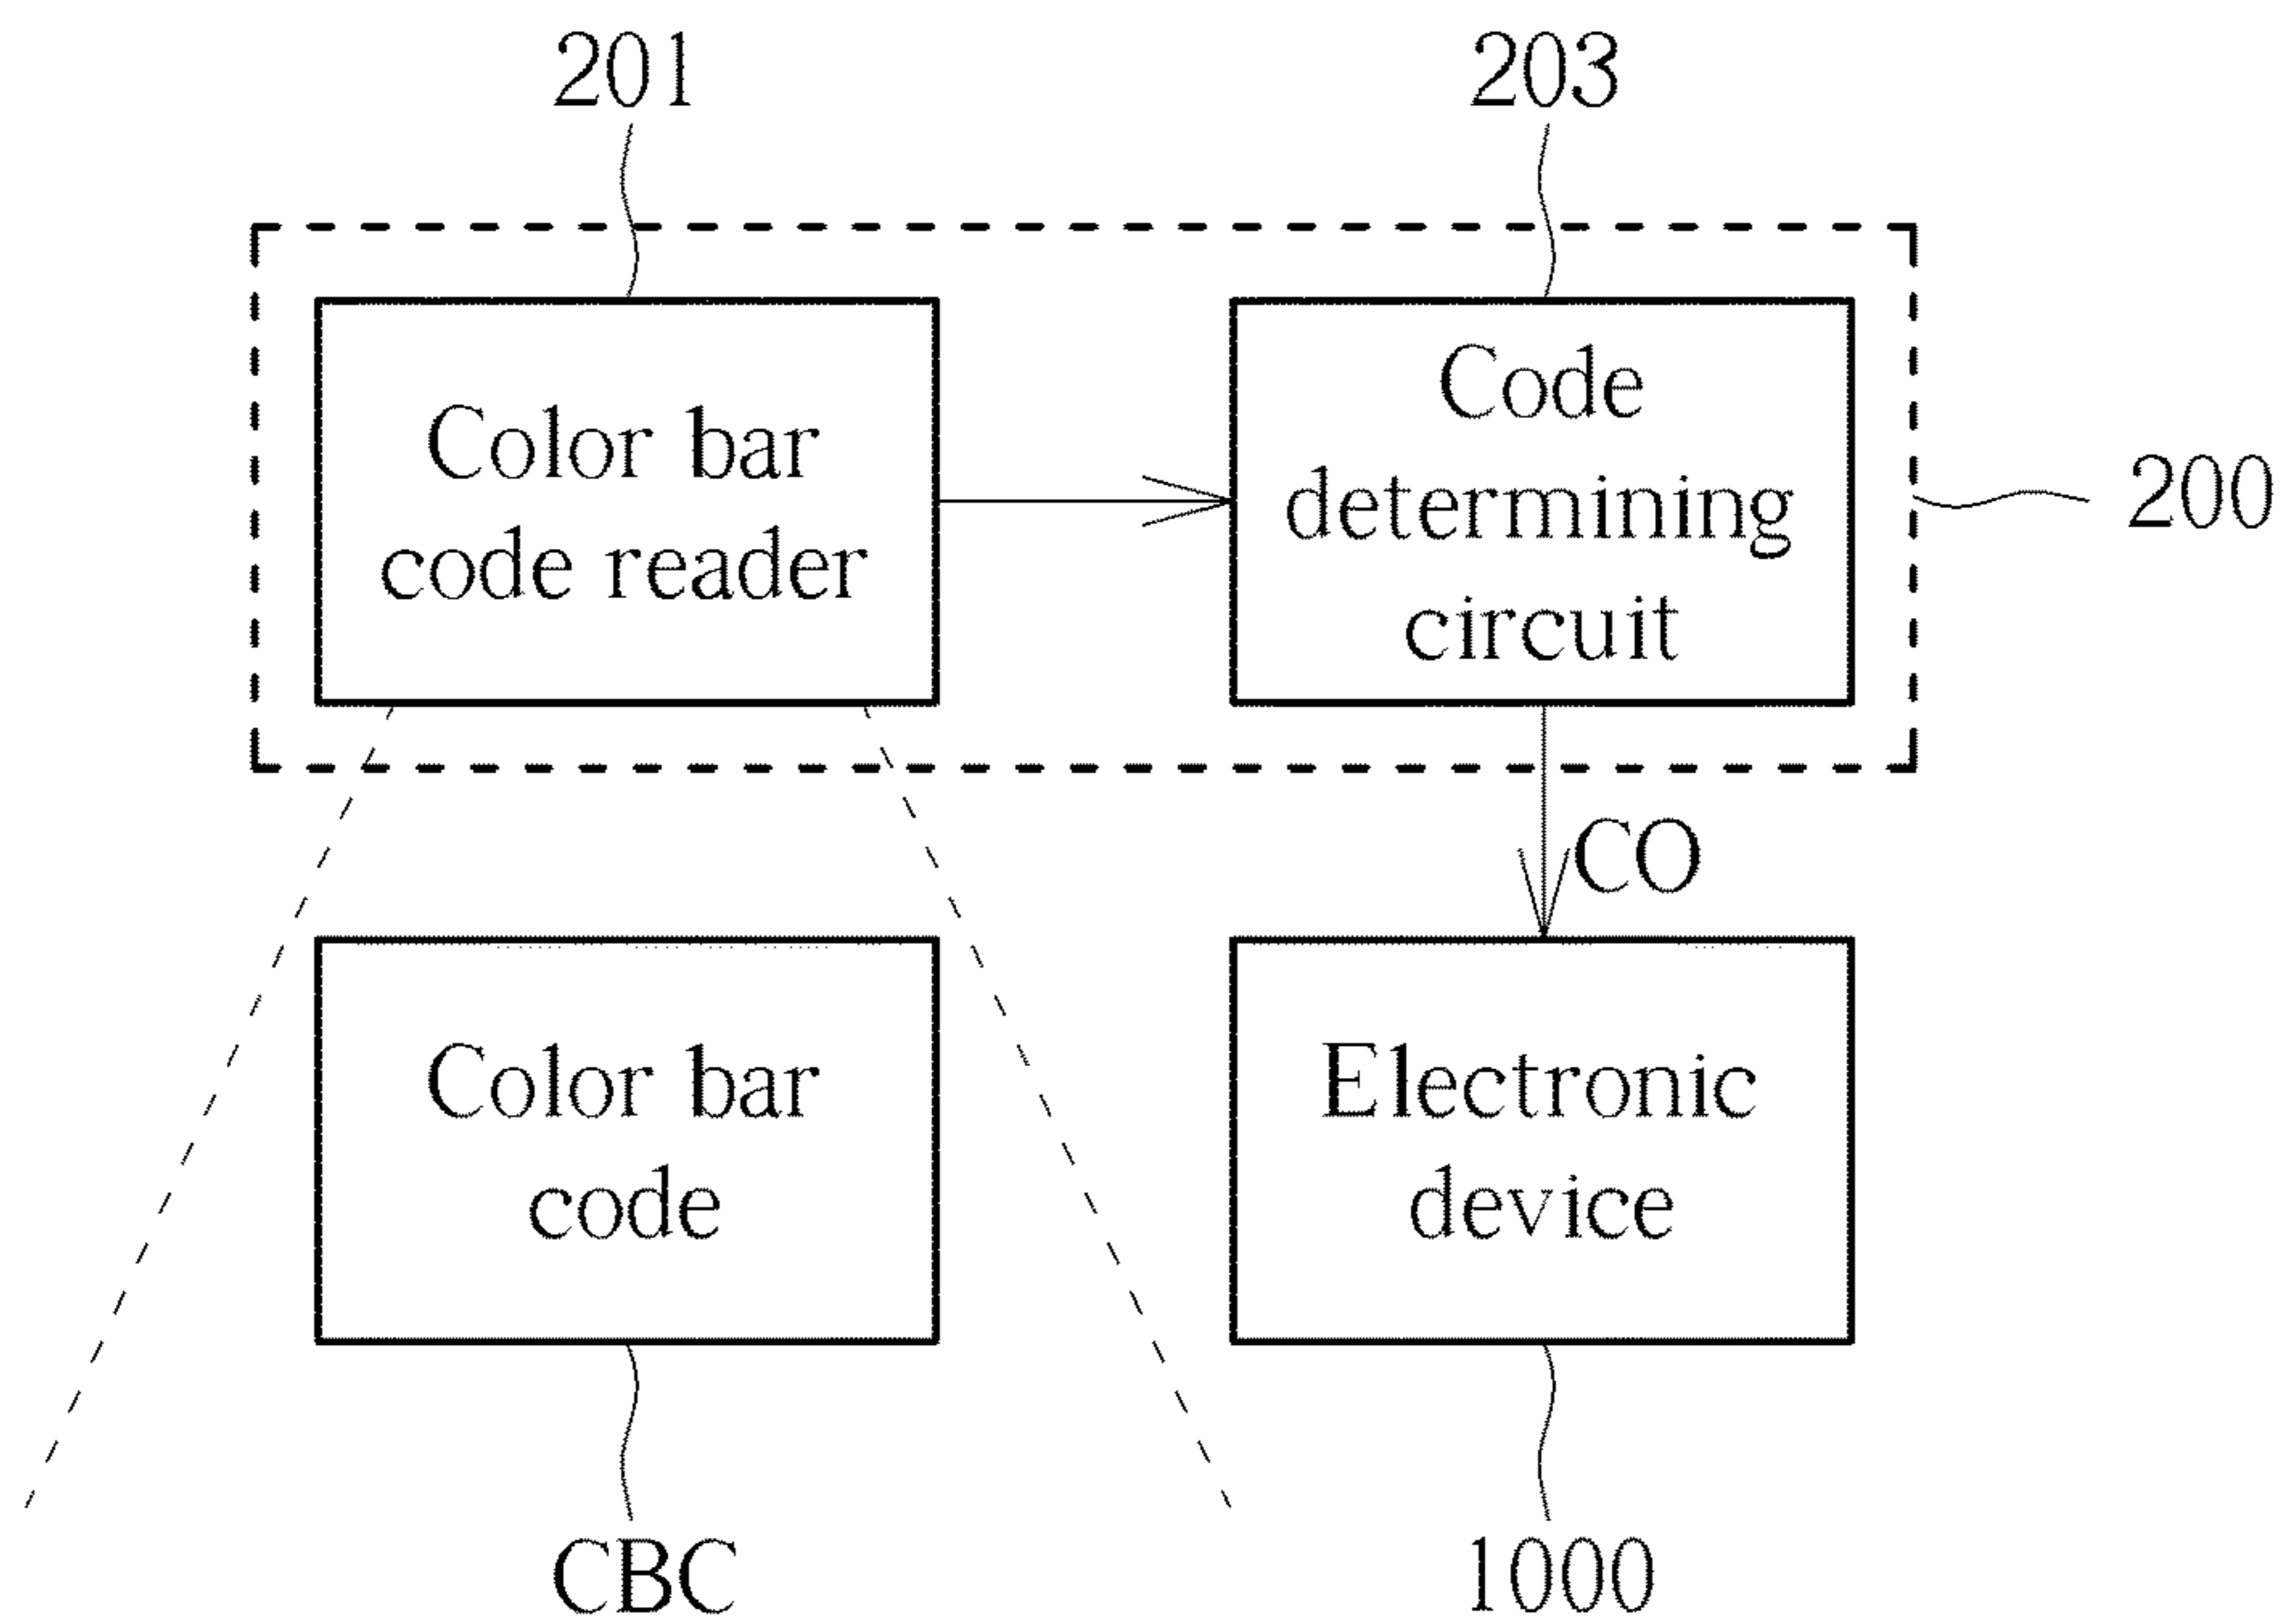 201
203
Color bar
code reader
Code
determining
circuit
200
CO
Color bar
code
Electronic
device
CBC
1000